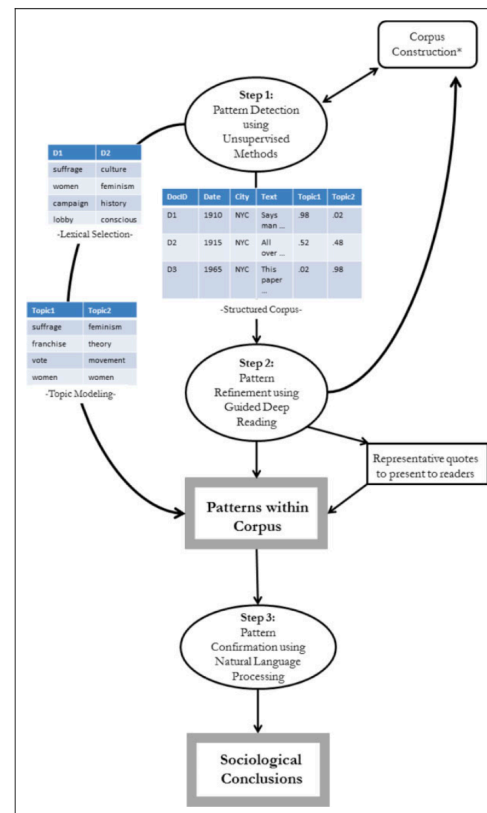 Corpus
Construction*
Step 1:
Pattern Detection
using
Unsupervised
Methods
D1 D2
suffrage culture
women feminism
campaign history
lobby conscious
-Lexical Selection-
DocID Date City Text Topic1 Topic2
D1 1910 NYC Says man ... .98 .02
D2 1915 NYC All over ... .52 .48
D3 1965 NYC This paper ... .02 .98
-Structured Corpus-
Topic1 Topic2
suffrage feminism
franchise theory
vote movement
women women
-Topic Modeling-
Step 2:
Pattern
Refinement using
Guided Deep
Reading
Representative quotes
to present to readers
Patterns within
Corpus
Step 3:
Pattern
Confirmation using
Natural Language
Processing
Sociological
Conclusions